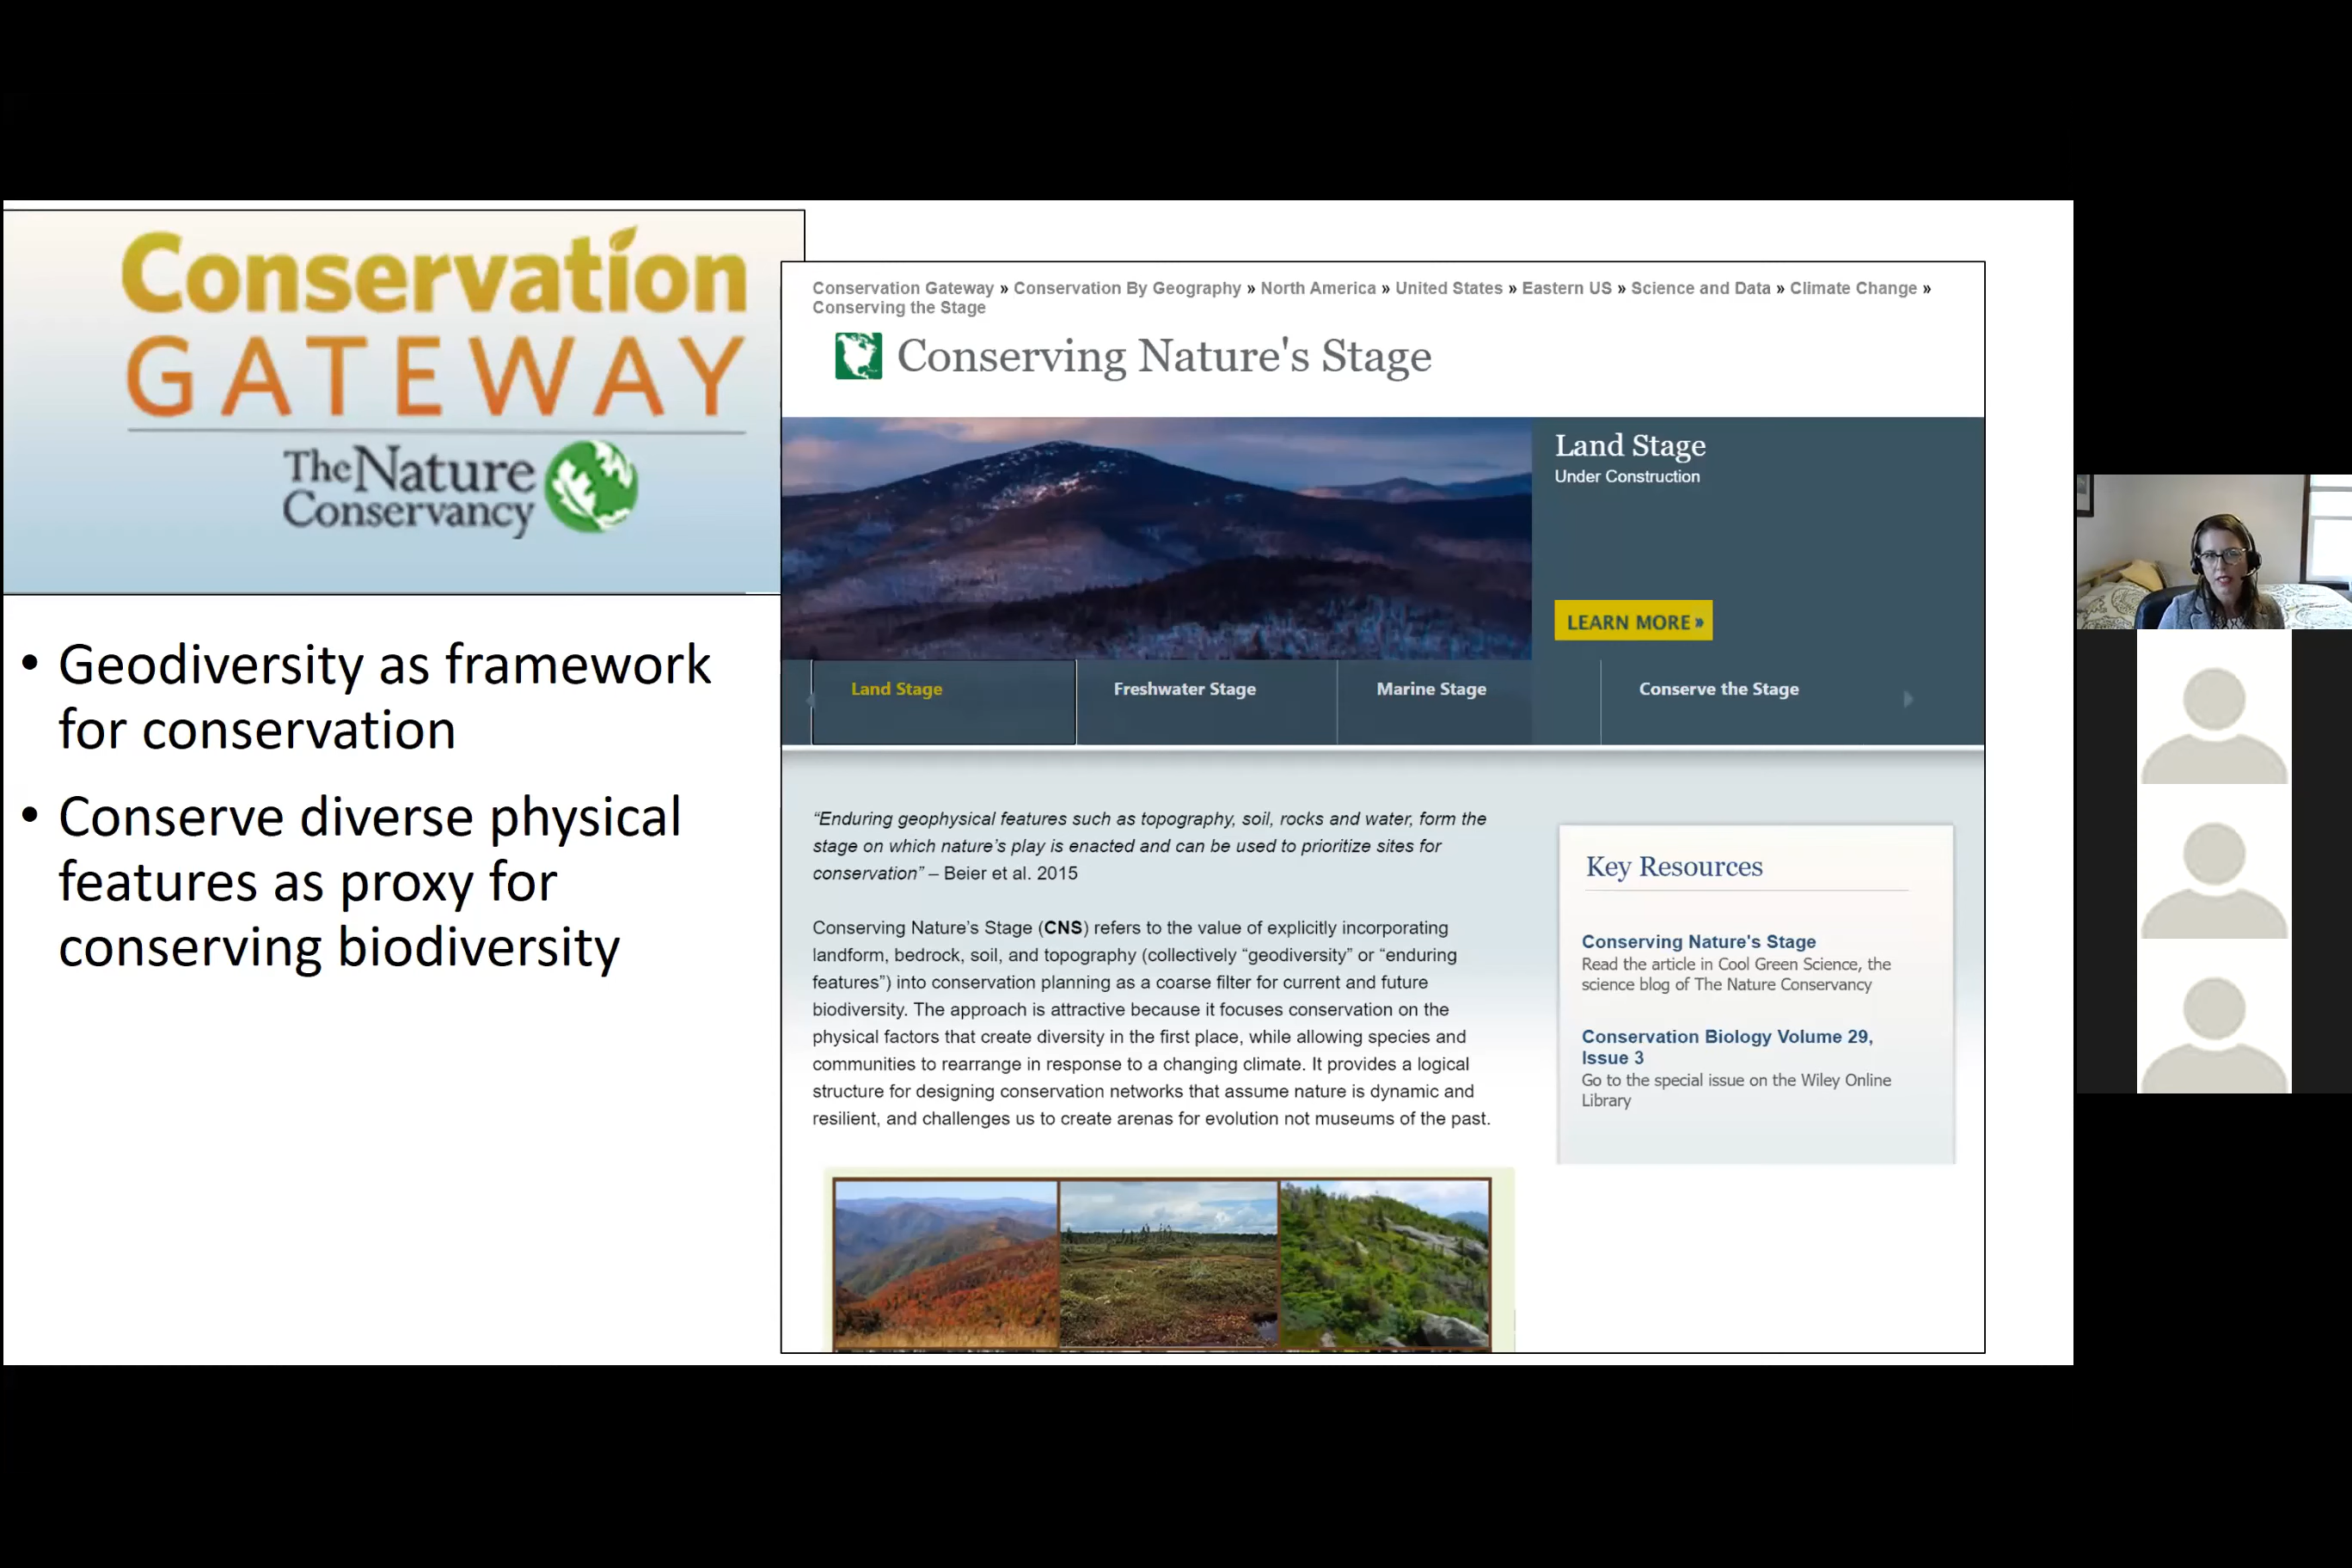 Conservation
GATEWAY
The Nature
Conservancy
• Geodiversity as framework
for conservation
• Conserve diverse physical
features as proxy for
conserving biodiversity
Conservation Gateway » Conservation By Geography » North America » United States » Eastern US » Science and Data » Climate Change »
Conserving the Stage
Conserving Nature's Stage
Land Stage
Under Construction
LEARN MORE »
Land Stage
Freshwater Stage
Marine Stage
Conserve the Stage
“Enduring geophysical features such as topography, soil, rocks and water, form the
stage on which nature’s play is enacted and can be used to prioritize sites for
conservation” – Beier et al. 2015
Conserving Nature’s Stage (CNS) refers to the value of explicitly incorporating
landform, bedrock, soil, and topography (collectively “geodiversity” or “enduring
features”) into conservation planning as a coarse filter for current and future
biodiversity. The approach is attractive because it focuses conservation on the
physical factors that create diversity in the first place, while allowing species and
communities to rearrange in response to a changing climate. It provides a logical
structure for designing conservation networks that assume nature is dynamic and
resilient, and challenges us to create arenas for evolution not museums of the past.
Key Resources
Conserving Nature's Stage
Read the article in Cool Green Science, the
science blog of The Nature Conservancy
Conservation Biology Volume 29,
Issue 3
Go to the special issue on the Wiley Online
Library